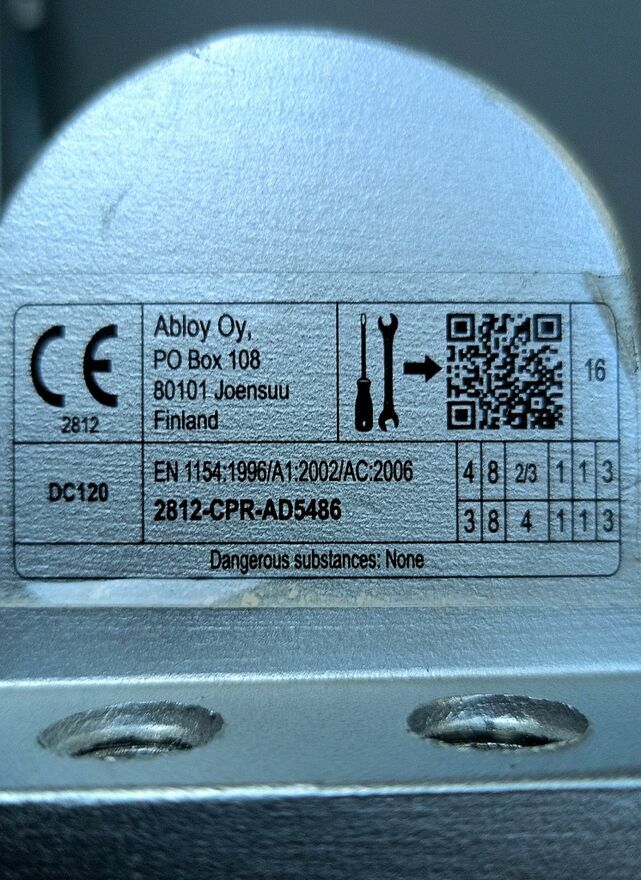 CE
2812
Abloy Oy,
PO Box 108
80101 Joensuu
Finland
16
DC120
EN 1154:1996/A1:2002/AC:2006
2812-CPR-AD5486
4 8 2/3 1 1 3
3 8 4 1 1 3
Dangerous substances: None